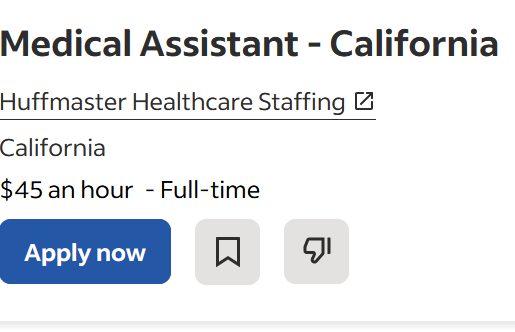 Medical Assistant - California
Huffmaster Healthcare Staffing
California
$45 an hour - Full-time
Apply now